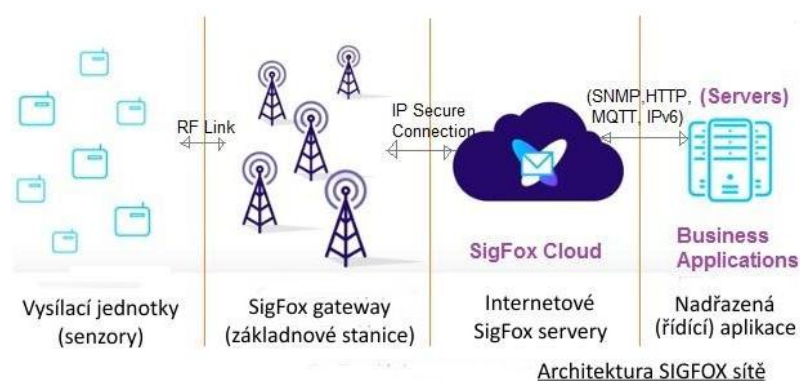 RF Link
IP Secure
Connection
(SNMP,HTTP,
MQTT, IPv6)
(Servers)
SigFox Cloud
Business
Applications
Vysílací jednotky
(senzory)
SigFox gateway
(základnové stanice)
Internetové
SigFox servery
Nadřazená
(řídící) aplikace
Architektura SIGFOX sítě